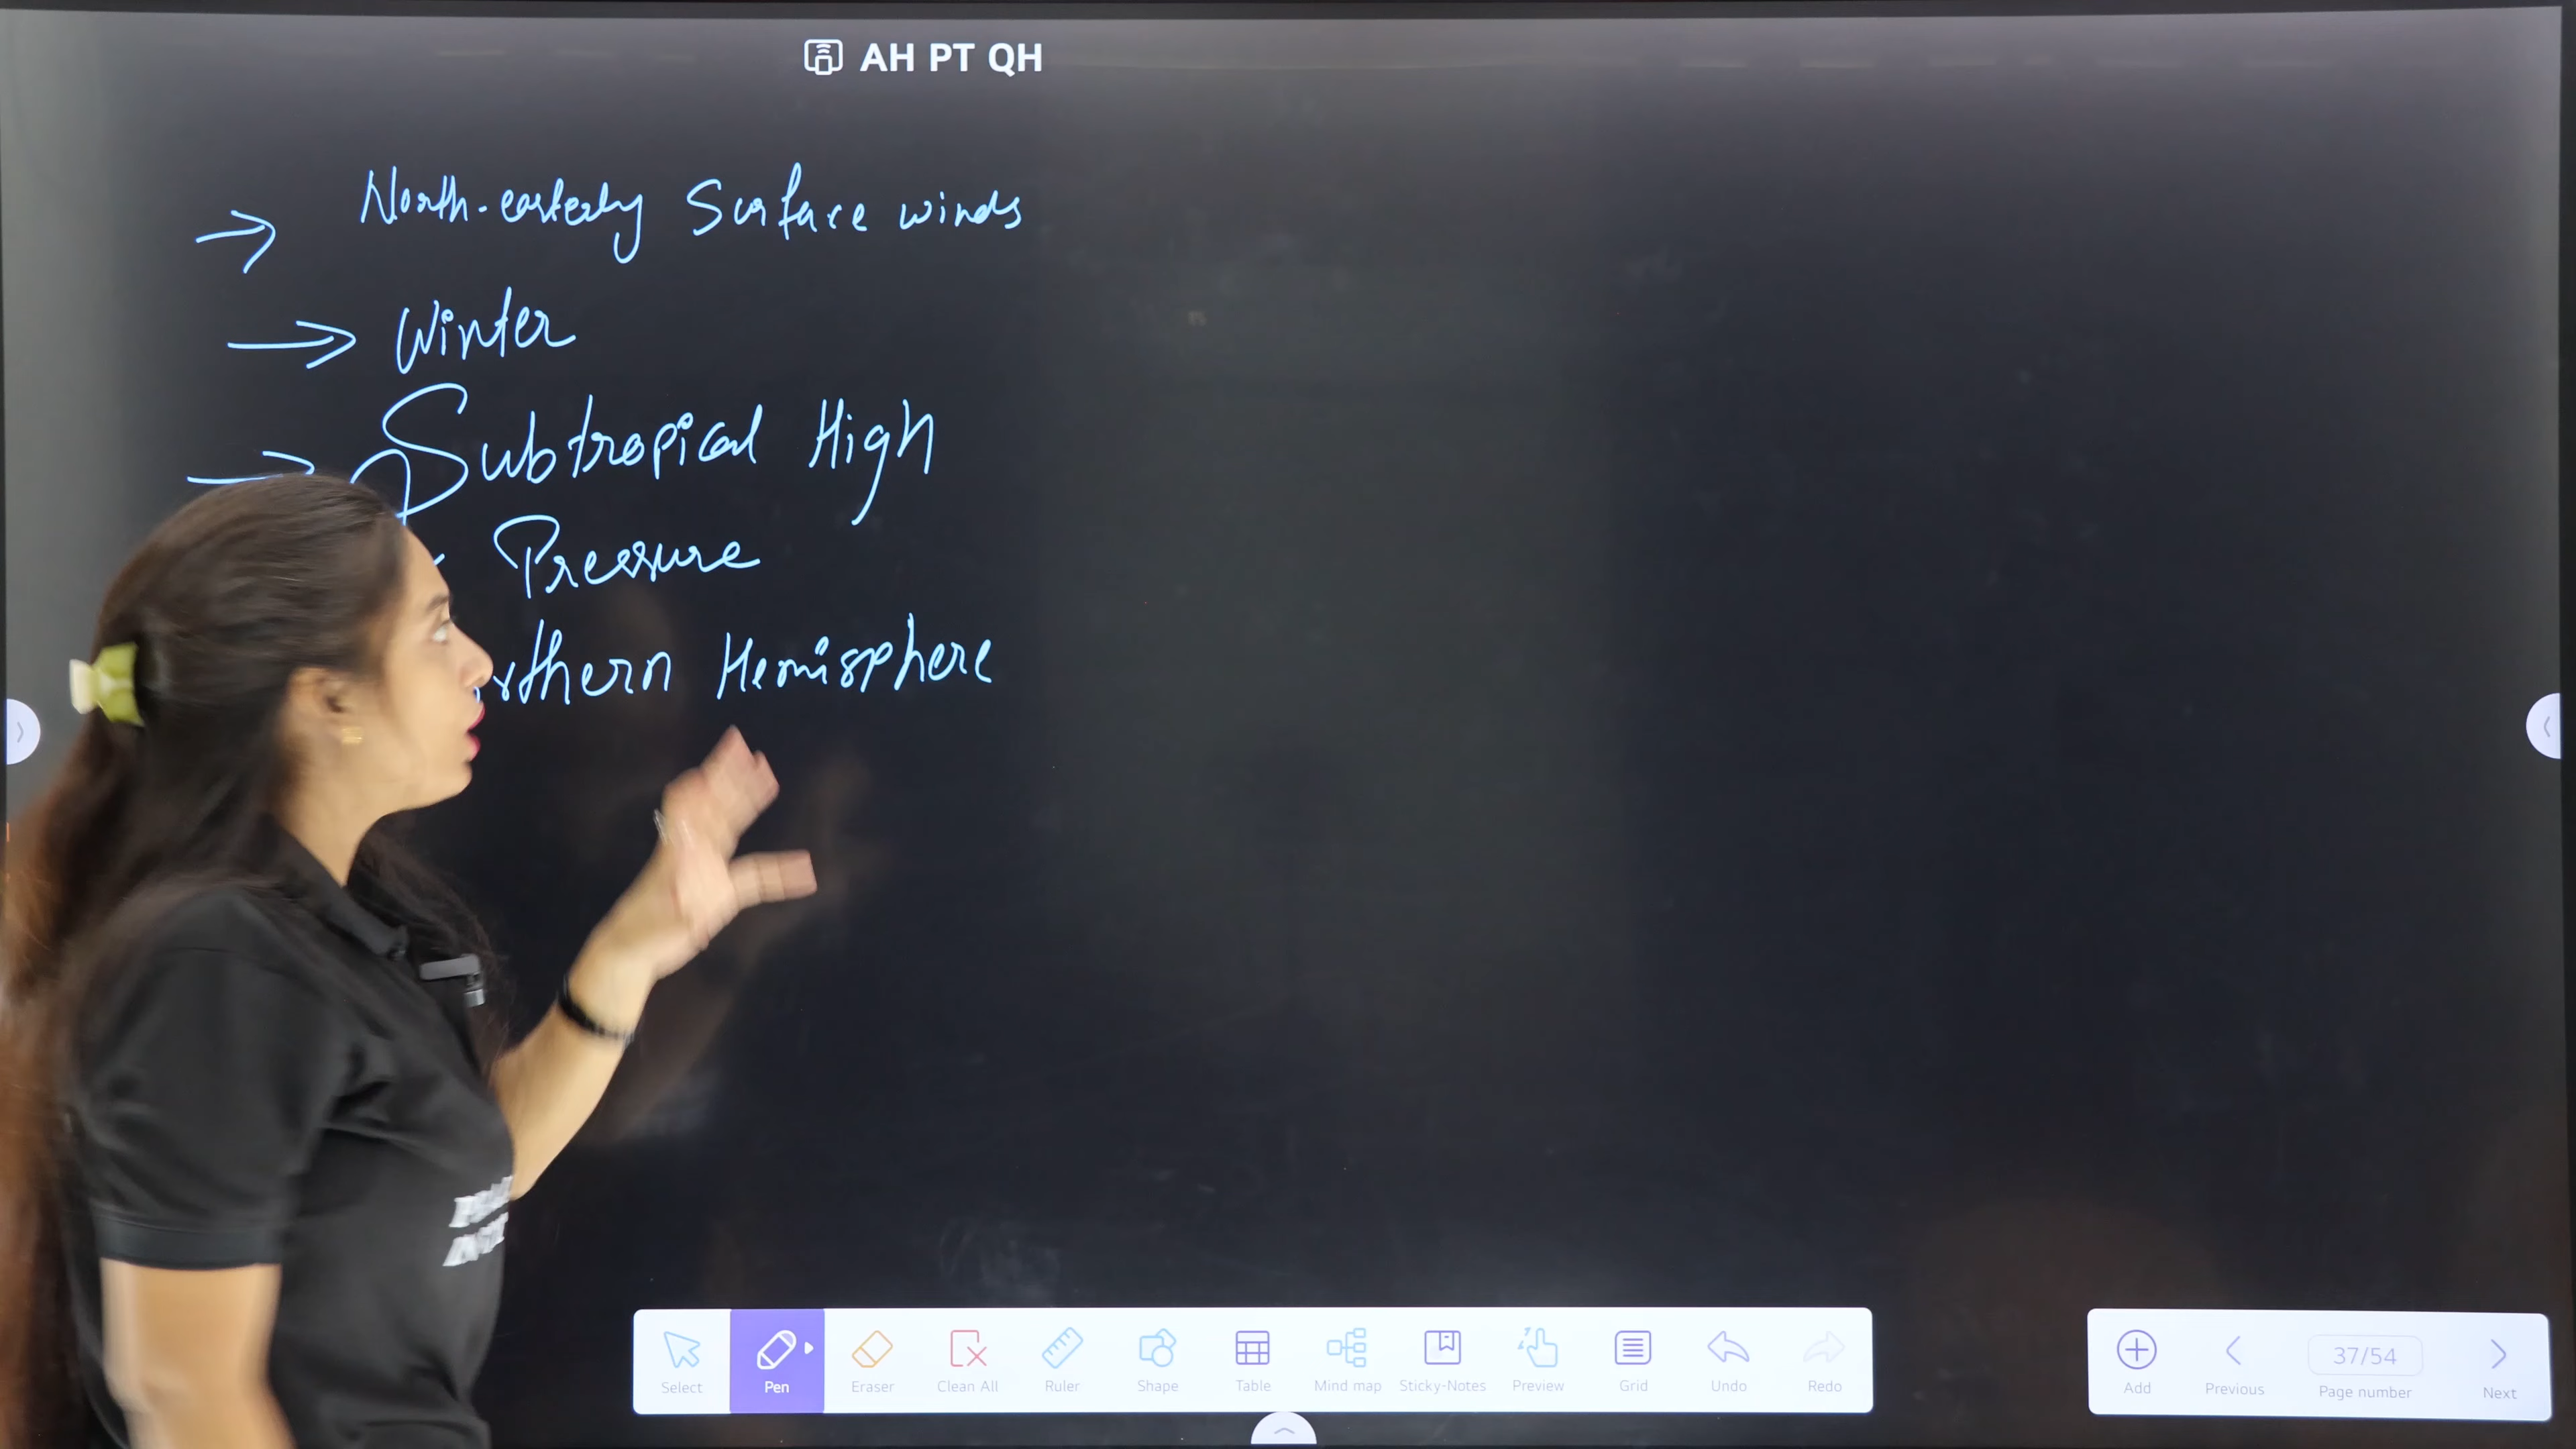 AH PT QH
→ North-easterly Surface winds
→ Winter
→ Subtropical High
Pressure
Hemisphere
Select
Pen
Eraser
Clean All
Ruler
Shape
Table
Mind map
Sticky-Notes
Preview
Grid
Undo
Redo
Add
Previous
37/54
Page number
Next